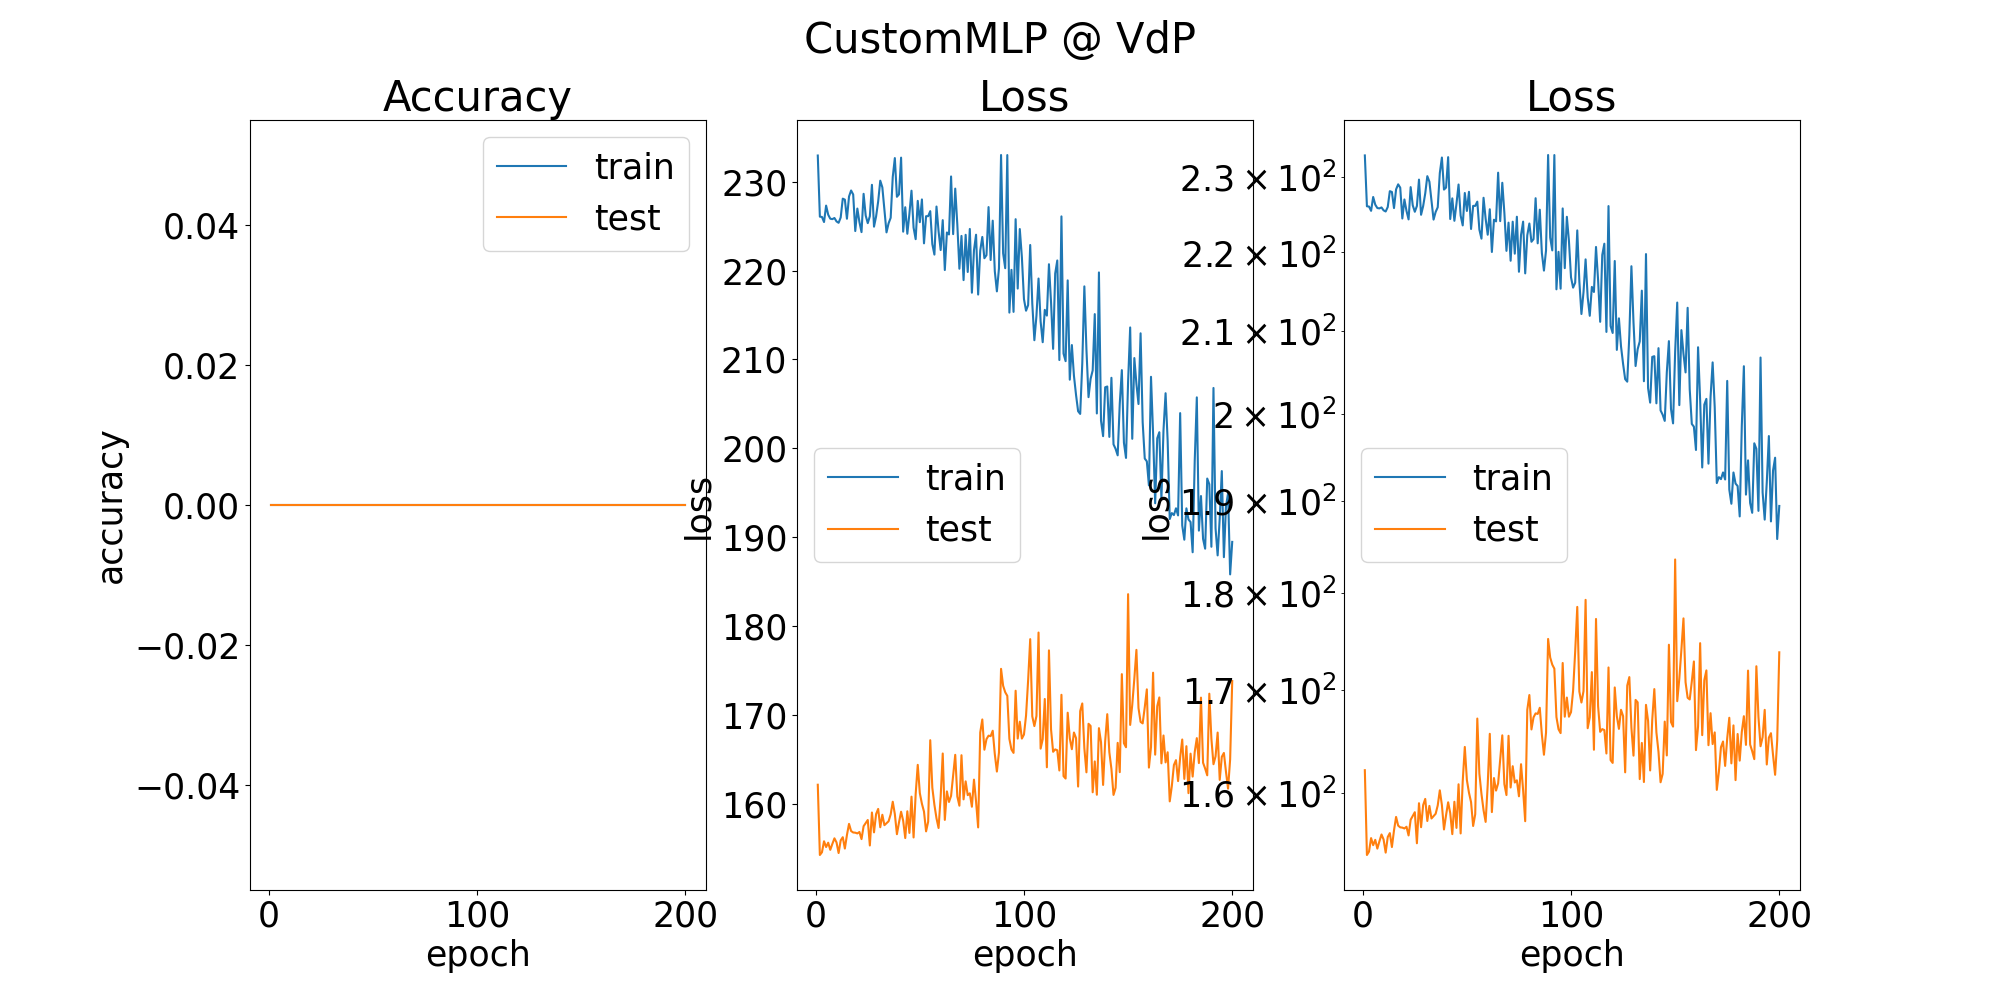 CustomMLP @ VdP
Accuracy
train
test
0.04
0.02
0.00
−0.02
−0.04
accuracy
0
100
200
epoch
Loss
230
220
210
200
190
180
170
160
loss
train
test
0
100
200
epoch
Loss
2.3 × 10²
2.2 × 10²
2.1 × 10²
2 × 10²
1.9 × 10²
1.8 × 10²
1.7 × 10²
1.6 × 10²
loss
train
test
0
100
200
epoch